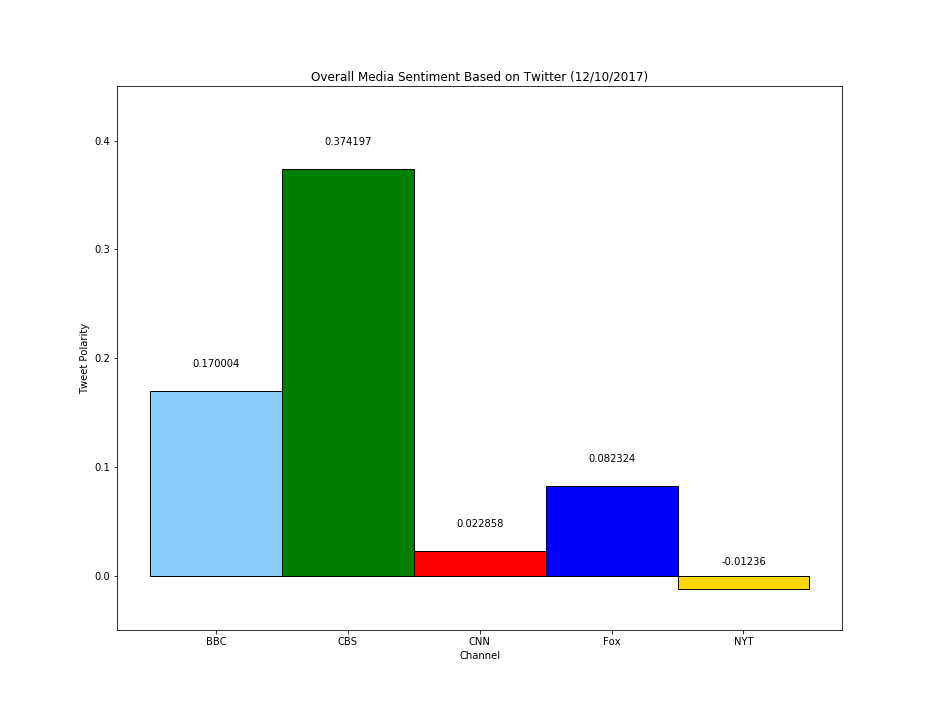 Overall Media Sentiment Based on Twitter (12/10/2017)
0.4
0.374197
0.3
Tweet Polarity
0.2
0.170004
0.1
0.082324
0.022858
-0.01236
0.0
BBC CBS CNN Fox NYT
Channel